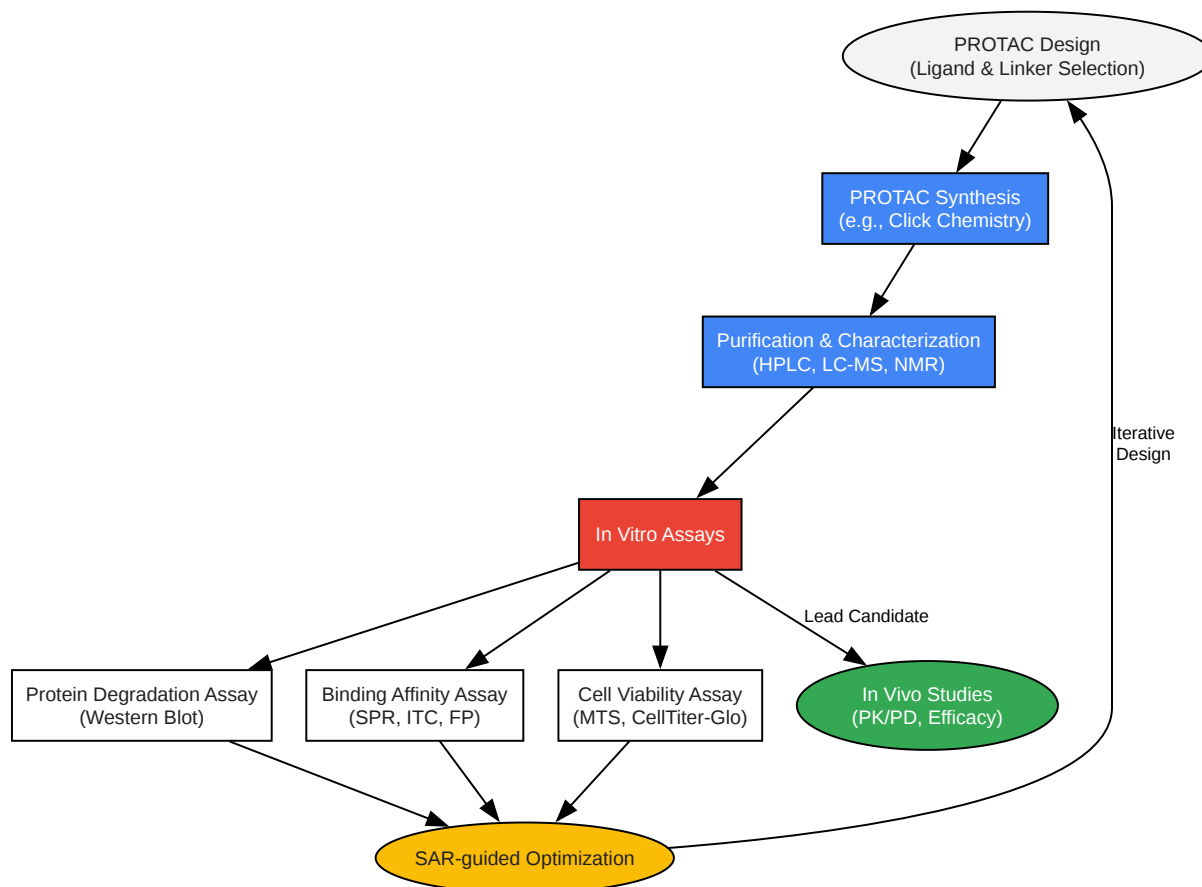 PROTAC Design
(Ligand & Linker Selection)
PROTAC Synthesis
(e.g., Click Chemistry)
Purification & Characterization
(HPLC, LC-MS, NMR)
Iterative
Design
In Vitro Assays
Lead Candidate
Protein Degradation Assay
(Western Blot)
Binding Affinity Assay
(SPR, ITC, FP)
Cell Viability Assay
(MTS, CellTiter-Glo)
In Vivo Studies
(PK/PD, Efficacy)
SAR-guided Optimization